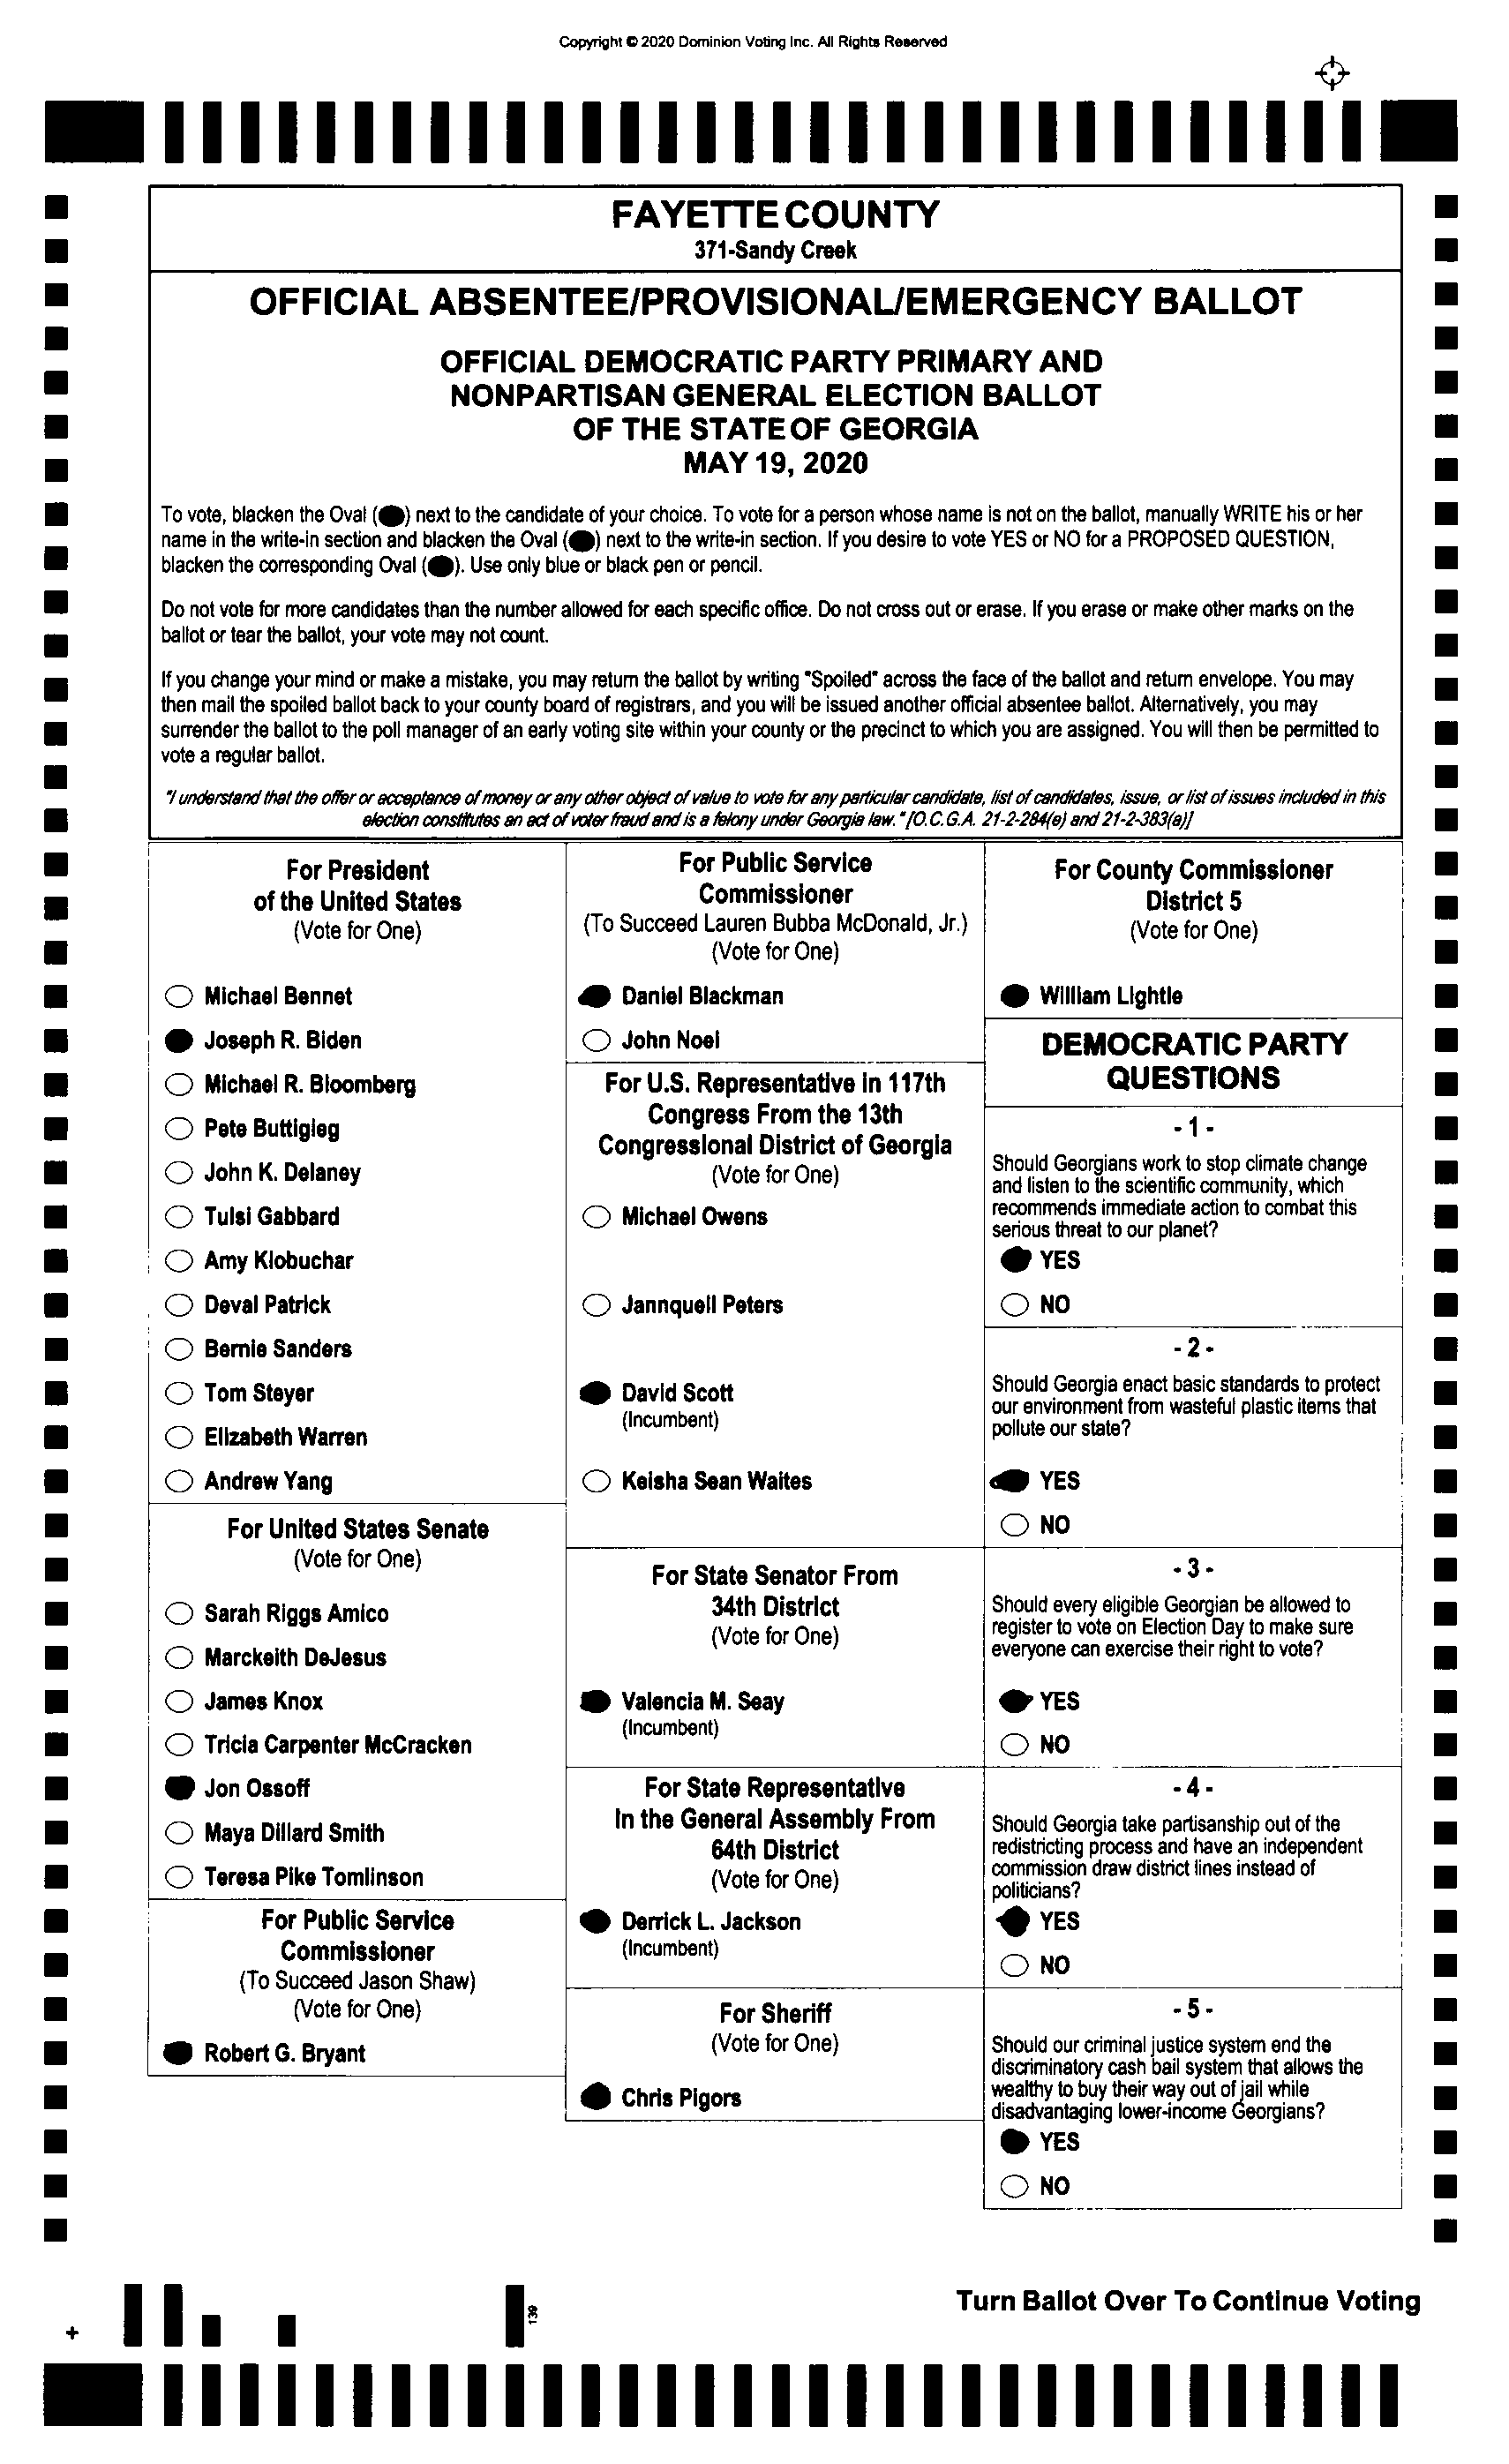 Copyright © 2020 Dominion Voting Inc. All Rights Reserved
FAYETTE COUNTY
371-Sandy Creek
OFFICIAL ABSENTEE/PROVISIONAL/EMERGENCY BALLOT
OFFICIAL DEMOCRATIC PARTY PRIMARY AND
NONPARTISAN GENERAL ELECTION BALLOT
OF THE STATE OF GEORGIA
MAY 19, 2020
To vote, blacken the Oval ( ) next to the candidate of your choice. To vote for a person whose name is not on the ballot, manually WRITE his or her
name in the write-in section and blacken the Oval ( ) next to the write-in section. If you desire to vote YES or NO for a PROPOSED QUESTION,
blacken the corresponding Oval ( ). Use only blue or black pen or pencil.
Do not vote for more candidates than the number allowed for each specific office. Do not cross out or erase. If you erase or make other marks on the
ballot or tear the ballot, your vote may not count.
If you change your mind or make a mistake, you may return the ballot by writing "Spoiled" across the face of the ballot and return envelope. You may
then mail the spoiled ballot back to your county board of registrars, and you will be issued another official absentee ballot. Alternatively, you may
surrender the ballot to the poll manager of an early voting site within your county or the precinct to which you are assigned. You will then be permitted to
vote a regular ballot.
"I understand that the offer or acceptance of money or any other object of value to vote for any particular candidate, list of candidates, issue, or list of issues included in this
election constitutes an act of voter fraud and is a felony under Georgia law." [O.C.G.A. 21-2-284(e) and 21-2-383(a)]
For President
of the United States
(Vote for One)
Michael Bennet
Joseph R. Biden
Michael R. Bloomberg
Pete Buttigieg
John K. Delaney
Tulsi Gabbard
Amy Klobuchar
Deval Patrick
Bernie Sanders
Tom Steyer
Elizabeth Warren
Andrew Yang
For United States Senate
(Vote for One)
Sarah Riggs Amico
Marckeith DeJesus
James Knox
Tricia Carpenter McCracken
Jon Ossoff
Maya Dillard Smith
Teresa Pike Tomlinson
For Public Service
Commissioner
(To Succeed Jason Shaw)
(Vote for One)
Robert G. Bryant
For Public Service
Commissioner
(To Succeed Lauren Bubba McDonald, Jr.)
(Vote for One)
Daniel Blackman
John Noel
For U.S. Representative in 117th
Congress From the 13th
Congressional District of Georgia
(Vote for One)
Michael Owens
Jannquell Peters
David Scott
(Incumbent)
Keisha Sean Waites
For State Senator From
34th District
(Vote for One)
Valencia M. Seay
(Incumbent)
For State Representative
In the General Assembly From
64th District
(Vote for One)
Derrick L. Jackson
(Incumbent)
For Sheriff
(Vote for One)
Chris Pigors
For County Commissioner
District 5
(Vote for One)
William Lightle
DEMOCRATIC PARTY
QUESTIONS
- 1 -
Should Georgians work to stop climate change
and listen to the scientific community, which
recommends immediate action to combat this
serious threat to our planet?
YES
NO
- 2 -
Should Georgia enact basic standards to protect
our environment from wasteful plastic items that
pollute our state?
YES
NO
- 3 -
Should every eligible Georgian be allowed to
register to vote on Election Day to make sure
everyone can exercise their right to vote?
YES
NO
- 4 -
Should Georgia take partisanship out of the
redistricting process and have an independent
commission draw district lines instead of
politicians?
YES
NO
- 5 -
Should our criminal justice system end the
discriminatory cash bail system that allows the
wealthy to buy their way out of jail while
disadvantaging lower-income Georgians?
YES
NO
Turn Ballot Over To Continue Voting
139